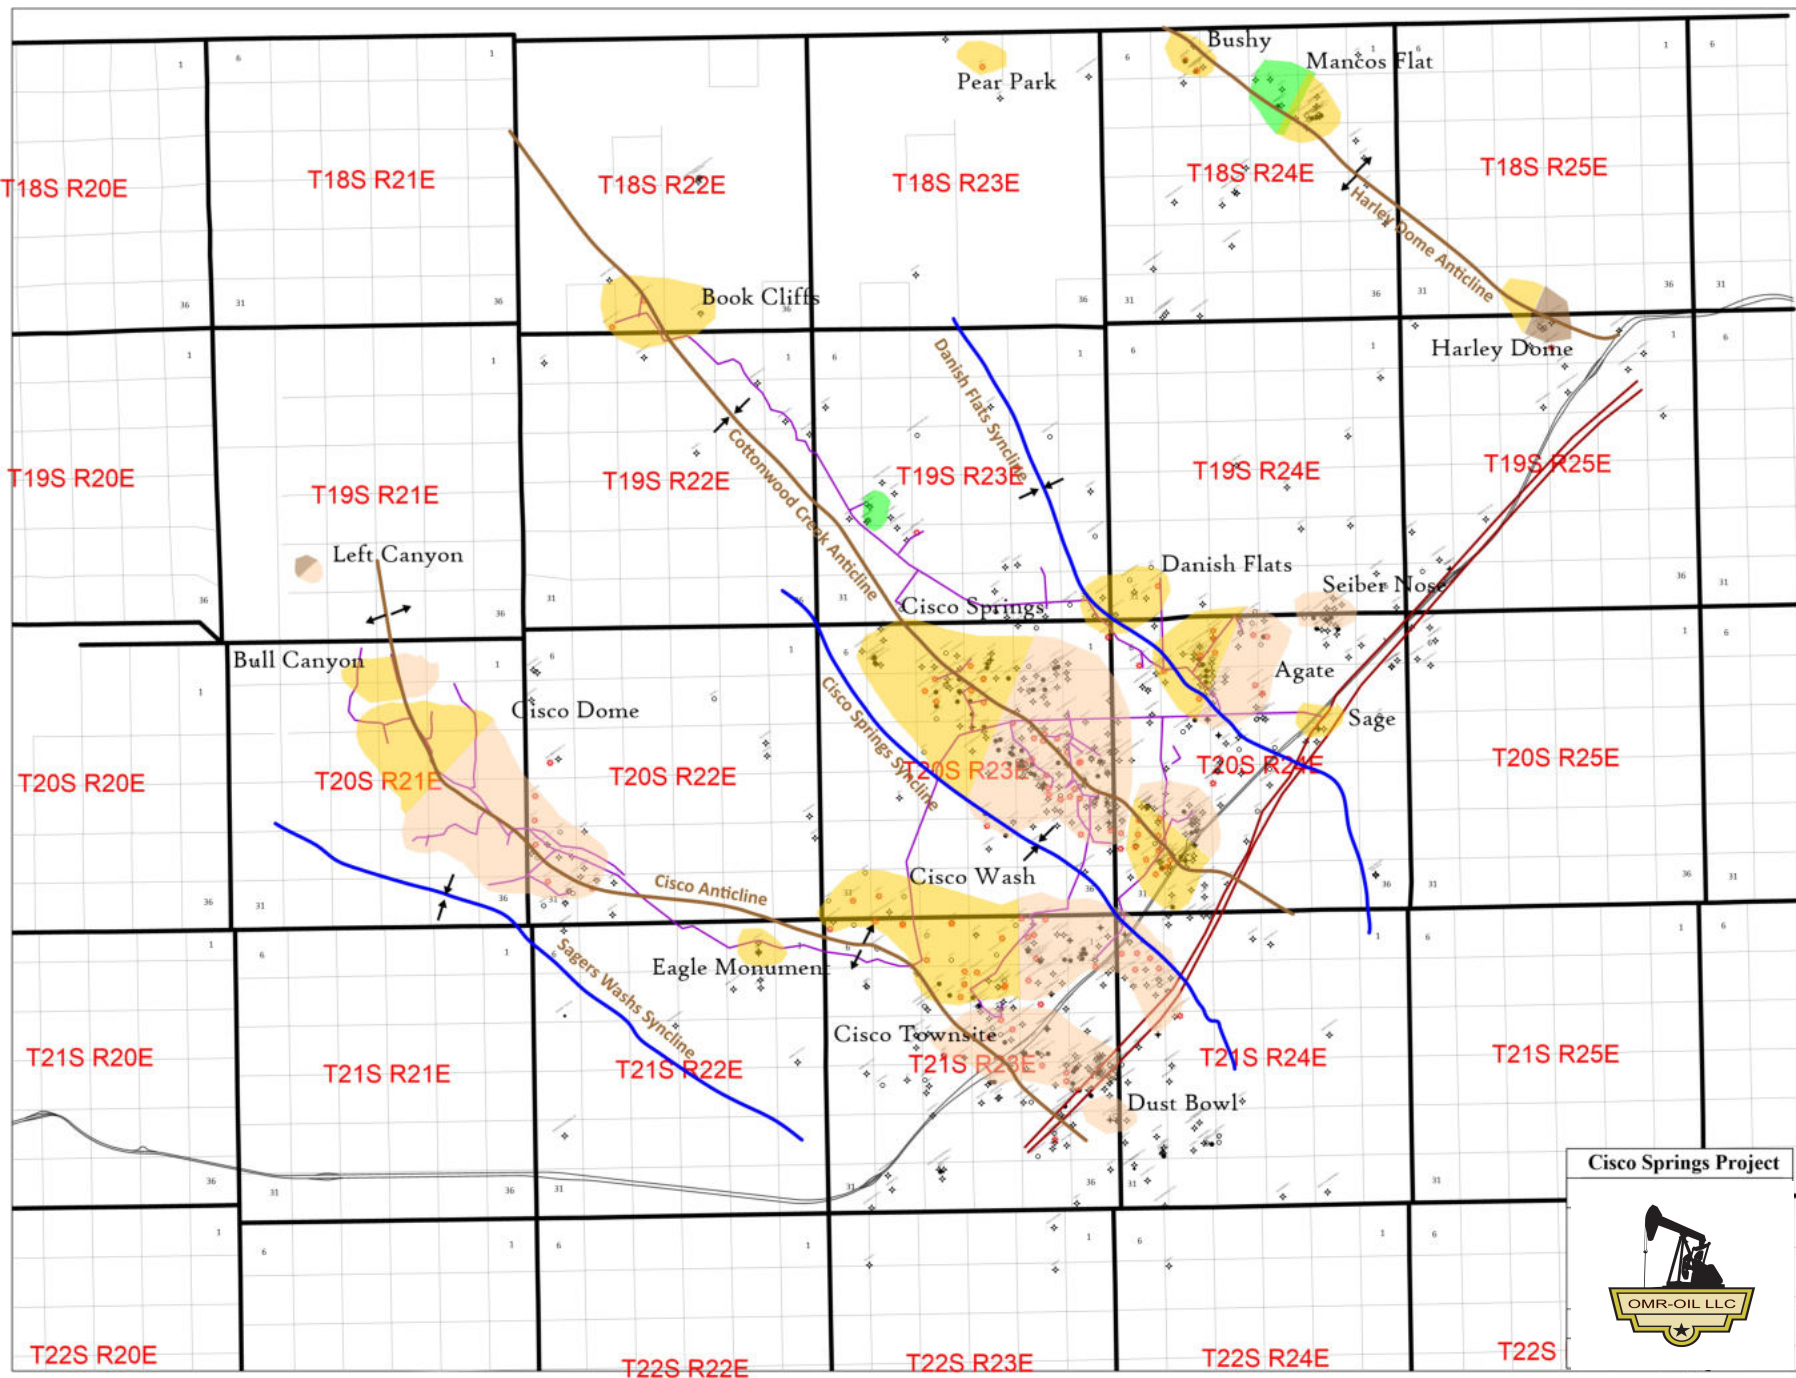 Bushy
Pear Park
Mancos Flat
T18S R20E
T18S R21E
T18S R22E
T18S R23E
T18S R24E
T18S R25E
Harley Dome Anticline
Book Cliffs
Harley Dome
Danish Flats Syncline
Cottonwood Creek Anticline
T19S R20E
T19S R21E
T19S R22E
T19S R23E
T19S R24E
T19S R25E
Left Canyon
Danish Flats
Seiber Nose
Cisco Springs
Bull Canyon
Agate
Cisco Dome
Sage
Cisco Springs Syncline
T20S R20E
T20S R21E
T20S R22E
T20S R23E
T20S R24E
T20S R25E
Cisco Wash
Cisco Anticline
Eagle Monument
Sagers Washs Syncline
Cisco Townsite
T21S R20E
T21S R21E
T21S R22E
T21S R23E
T21S R24E
T21S R25E
Dust Bowl
Cisco Springs Project
OMR-OIL LLC
T22S R20E
T22S R22E
T22S R23E
T22S R24E
T22S